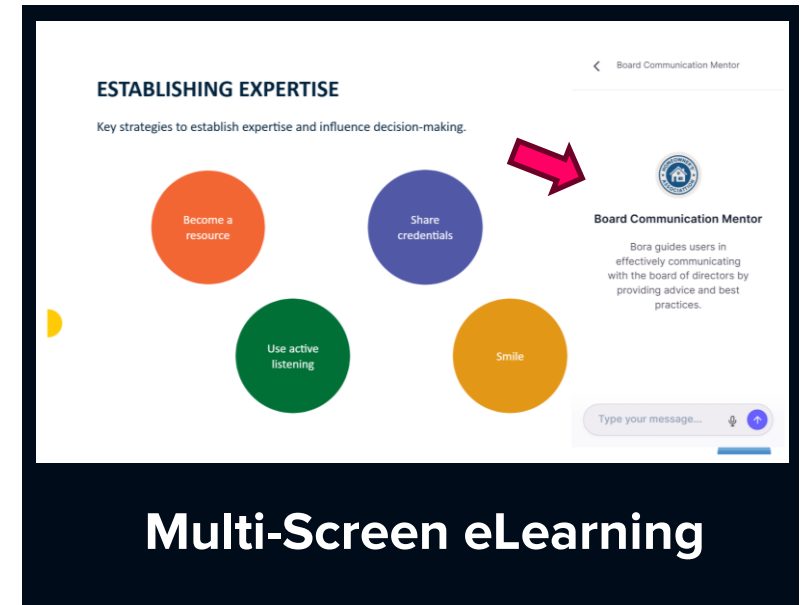 ESTABLISHING EXPERTISE
Key strategies to establish expertise and influence decision-making.
Become a
resource
Share
credentials
Use active
listening
Smile
Board Communication Mentor
HOMEOWNER'S
ASSOCIATION
Board Communication Mentor
Bora guides users in
effectively communicating
with the board of directors by
providing advice and best
practices.
Type your message...
Multi-Screen eLearning